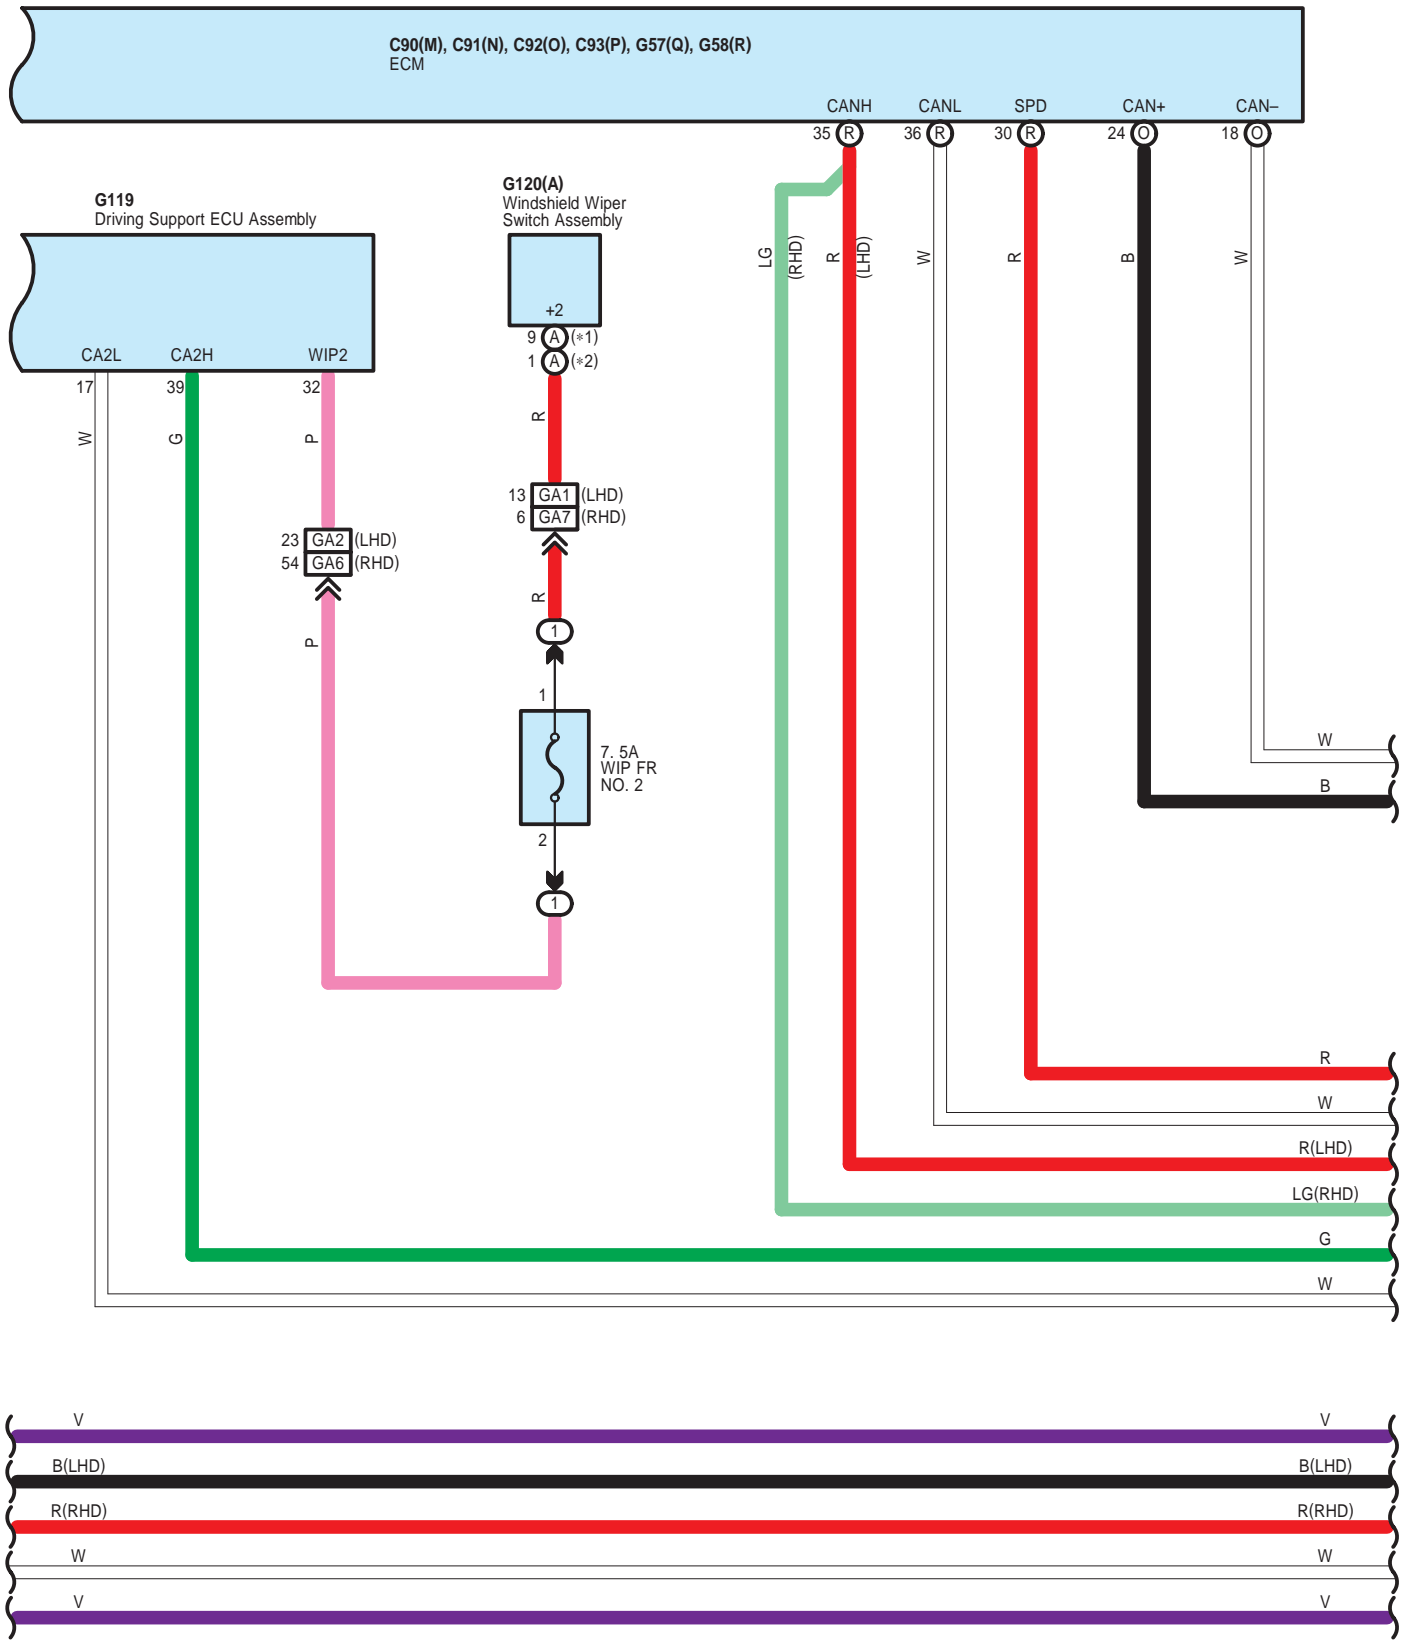 C90(M), C91(N), C92(O), C93(P), G57(Q), G58(R)
ECM
CANH CANL SPD CAN+ CAN–
35 R 36 R 30 R 24 O 18 O
G119
Driving Support ECU Assembly
G120(A)
Windshield Wiper
Switch Assembly
+2
9 A (*1)
1 A (*2)
CA2L CA2H WIP2
17 39 32
W G P
R
LG
(RHD)
R
(LHD)
W
R
B
W
13 GA1 (LHD)
6 GA7 (RHD)
23 GA2 (LHD)
54 GA6 (RHD)
P
R
1
1
7. 5A
WIP FR
NO. 2
2
1
W
B
R
W
R(LHD)
LG(RHD)
G
W
V V
B(LHD) B(LHD)
R(RHD) R(RHD)
W W
V V